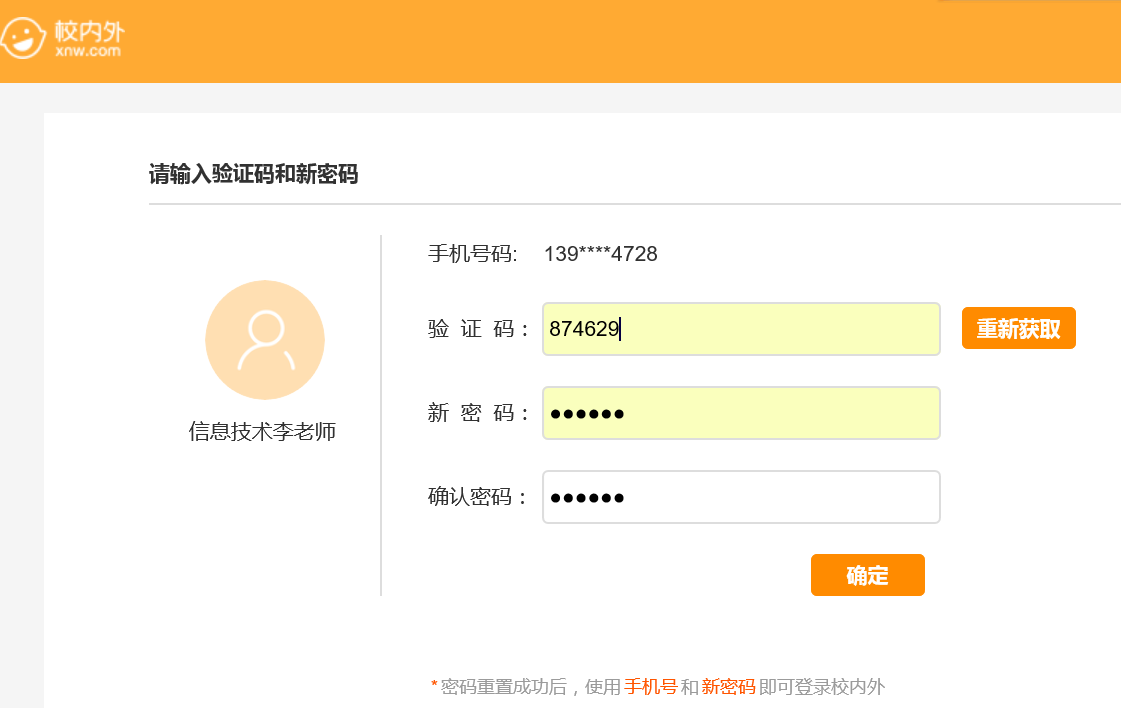 校内外
xnw.com
请输入验证码和新密码
手机号码: 139****4728
验 证 码： 874629 重新获取
新 密 码： ●●●●●●
信息技术李老师
确认密码： ●●●●●●
确定
*密码重置成功后，使用手机号和新密码即可登录校内外